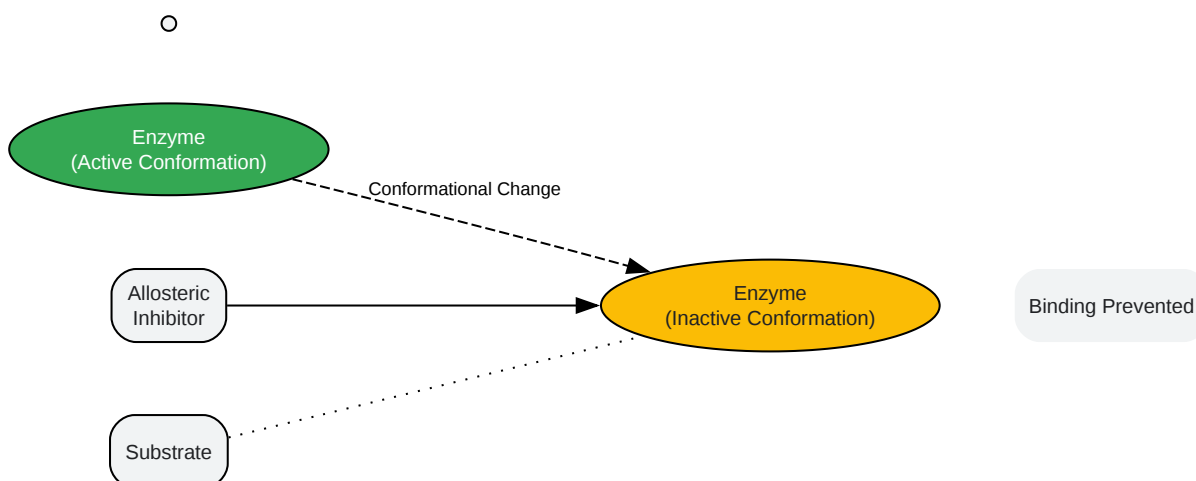 Enzyme
(Active Conformation)
Conformational Change
Allosteric
Inhibitor
Enzyme
(Inactive Conformation)
Binding Prevented
Substrate